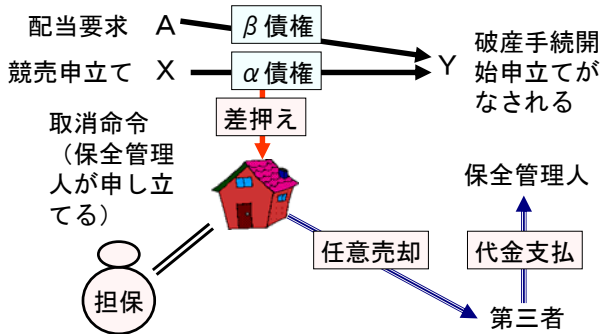 配当要求 A β債権
競売申立て X α債権 Y
破産手続開
始申立てが
なされる
差押え
取消命令
（保全管理
人が申し立
てる）
保全管理人
任意売却
代金支払
担保
第三者